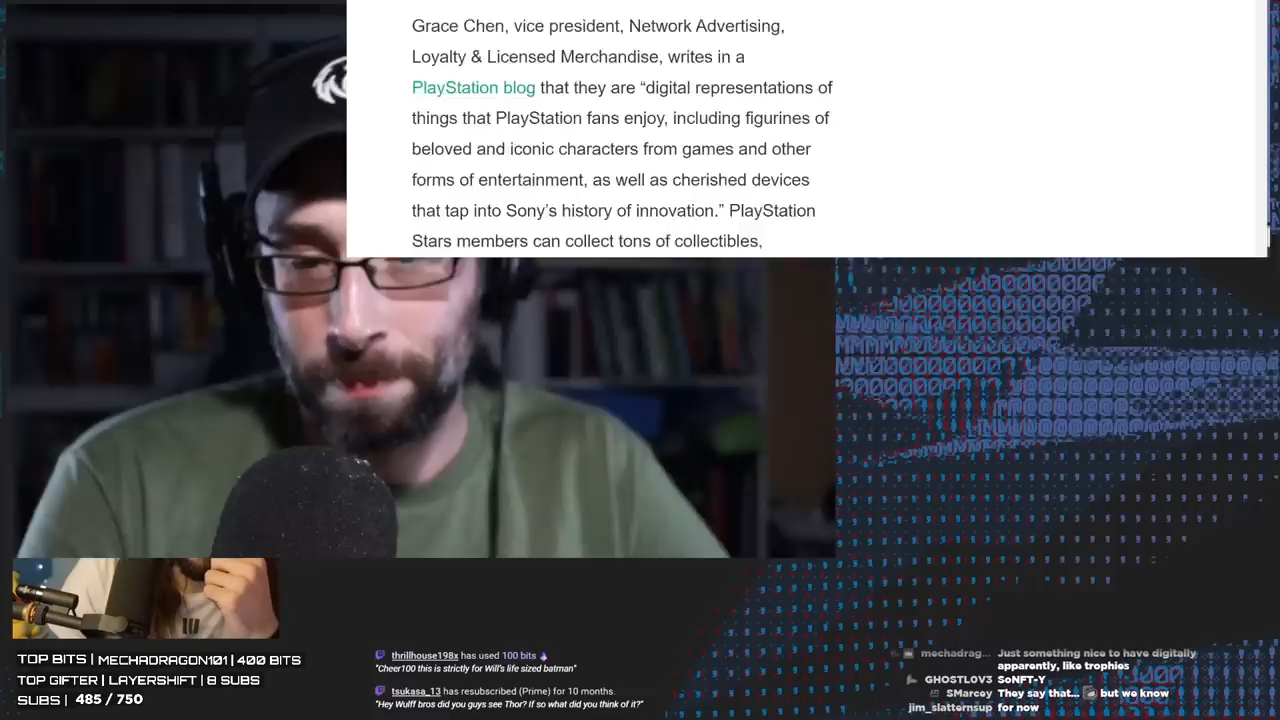 Grace Chen, vice president, Network Advertising,
Loyalty & Licensed Merchandise, writes in a
PlayStation blog that they are “digital representations of
things that PlayStation fans enjoy, including figurines of
beloved and iconic characters from games and other
forms of entertainment, as well as cherished devices
that tap into Sony’s history of innovation.” PlayStation
Stars members can collect tons of collectibles,
TOP BITS | MECHADRAGON101 | 400 BITS
TOP GIFTER | LAYERSHIFT | 8 SUBS
SUBS | 485 / 750
thrillhouse198x has used 100 bits
"Cheer100 this is strictly for Will's life sized batman"
tsukasa_13 has resubscribed (Prime) for 10 months.
"Hey Wulff bros did you guys see Thor? If so what did you think of it?"
mechadrag... Just something nice to have digitally
apparently, like trophies
GHOSTLOV3 SoNFT-Y
SMarcey They say that... but we know
jim_slatternsup for now